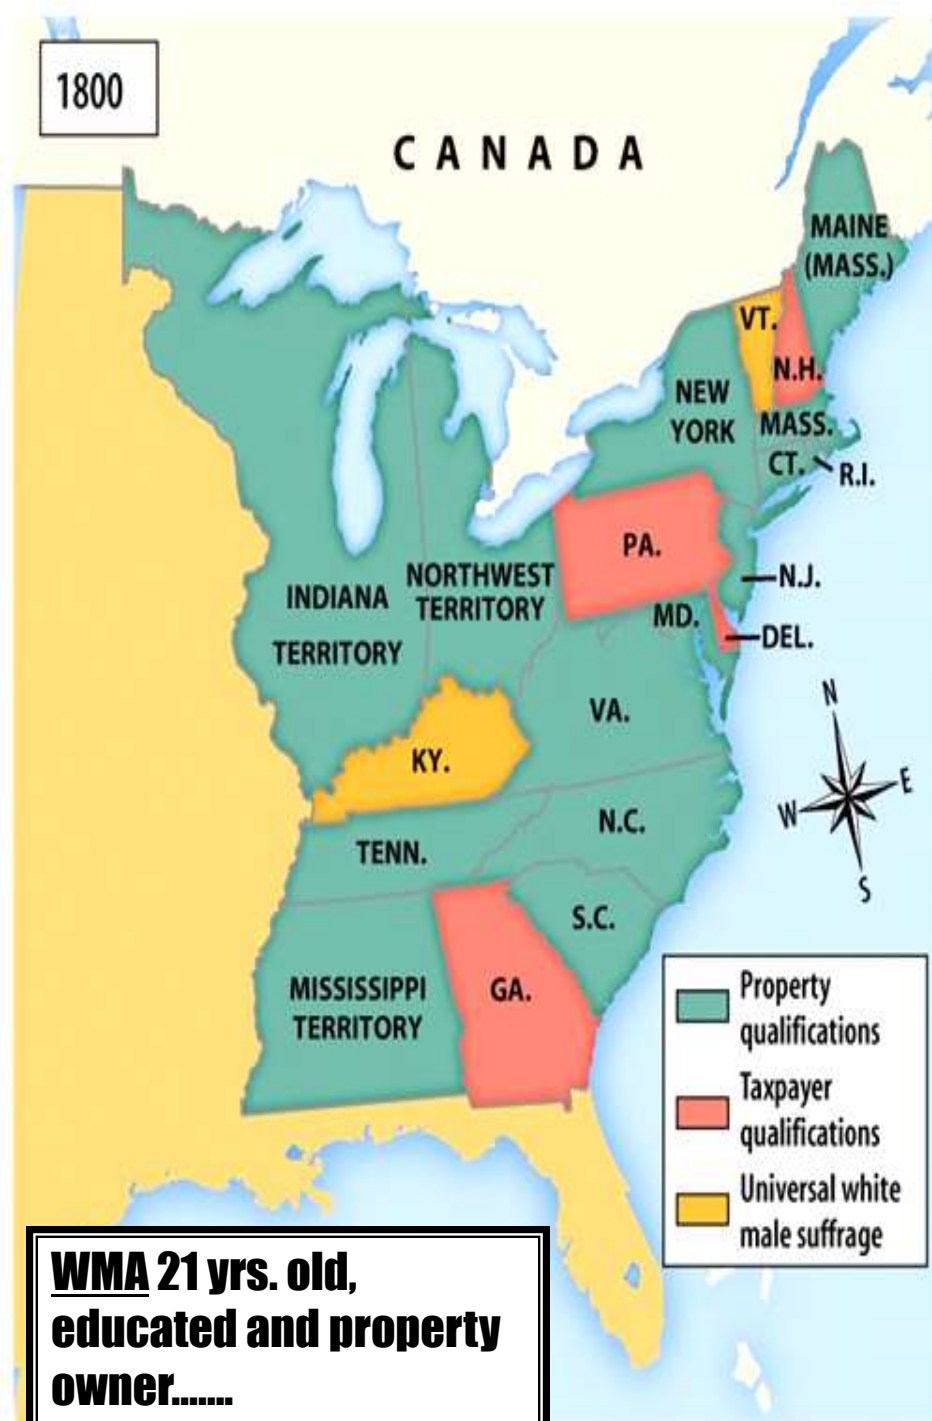 1800
CANADA
MAINE
(MASS.)
VT.
N.H.
NEW
YORK
MASS.
CT.
R.I.
PA.
N.J.
NORTHWEST
TERRITORY
INDIANA
TERRITORY
MD.
DEL.
VA.
KY.
N.C.
TENN.
S.C.
MISSISSIPPI
TERRITORY
GA.
N
E
W
S
Property
qualifications
Taxpayer
qualifications
Universal white
male suffrage
WMA 21 yrs. old,
educated and property
owner.......